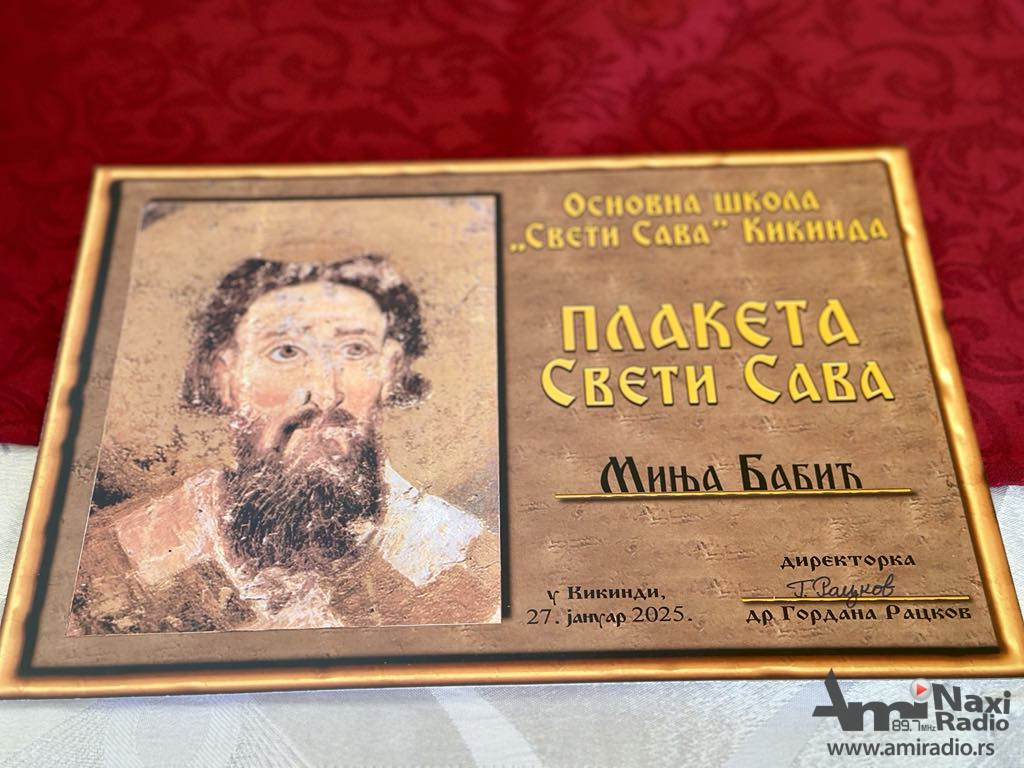 Основна школа
„Свети Сава“ Кикинда
ПЛАКЕТА
Свети Сава
Миња Бабић
директорка
Г. Рацков
др Гордана Рацков
у Кикинди,
27. јануар 2025.
Ami Naxi
89.7 MHz Radio
www.amiradio.rs